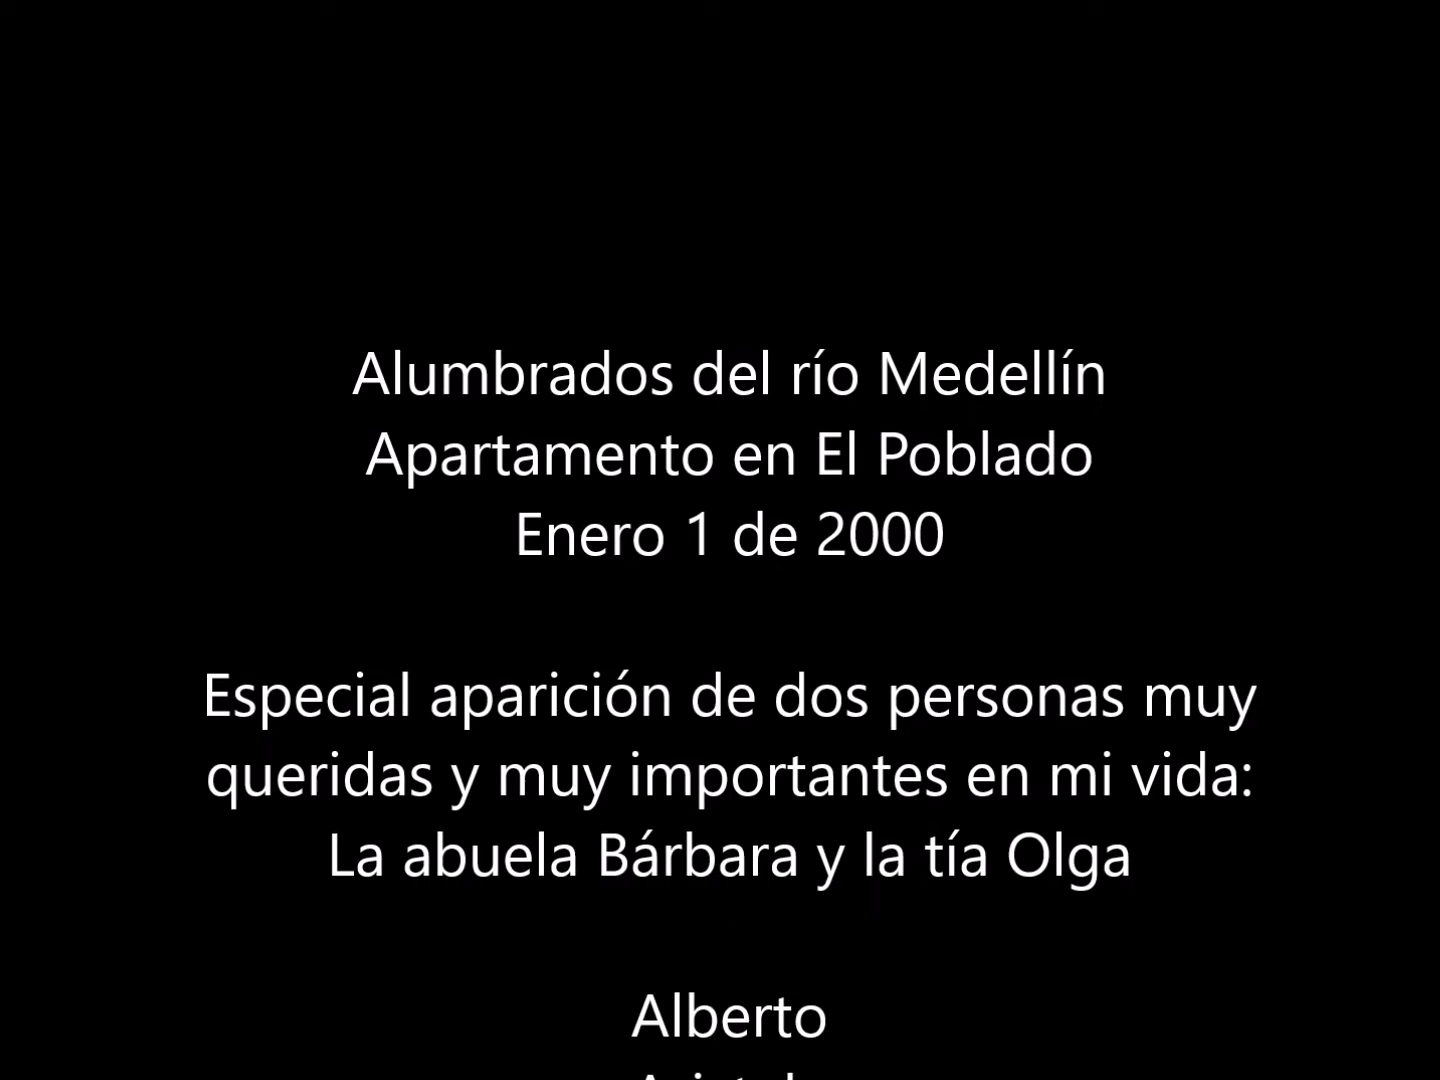 Alumbrados del río Medellín
Apartamento en El Poblado
Enero 1 de 2000
Especial aparición de dos personas muy
queridas y muy importantes en mi vida:
La abuela Bárbara y la tía Olga
Alberto